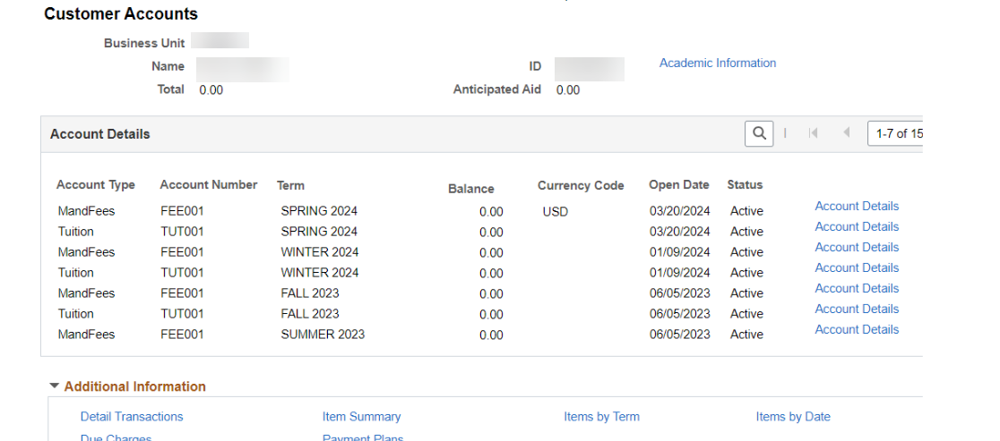 Customer Accounts
Business Unit
Name ID Academic Information
Total 0.00 Anticipated Aid 0.00
Account Details 1-7 of 15
Account Type Account Number Term Balance Currency Code Open Date Status
MandFees FEE001 SPRING 2024 0.00 USD 03/20/2024 Active Account Details
Tuition TUT001 SPRING 2024 0.00 03/20/2024 Active Account Details
MandFees FEE001 WINTER 2024 0.00 01/09/2024 Active Account Details
Tuition TUT001 WINTER 2024 0.00 01/09/2024 Active Account Details
MandFees FEE001 FALL 2023 0.00 06/05/2023 Active Account Details
Tuition TUT001 FALL 2023 0.00 06/05/2023 Active Account Details
MandFees FEE001 SUMMER 2023 0.00 06/05/2023 Active Account Details
Additional Information
Detail Transactions Item Summary Items by Term Items by Date
Due Charges Payment Plans